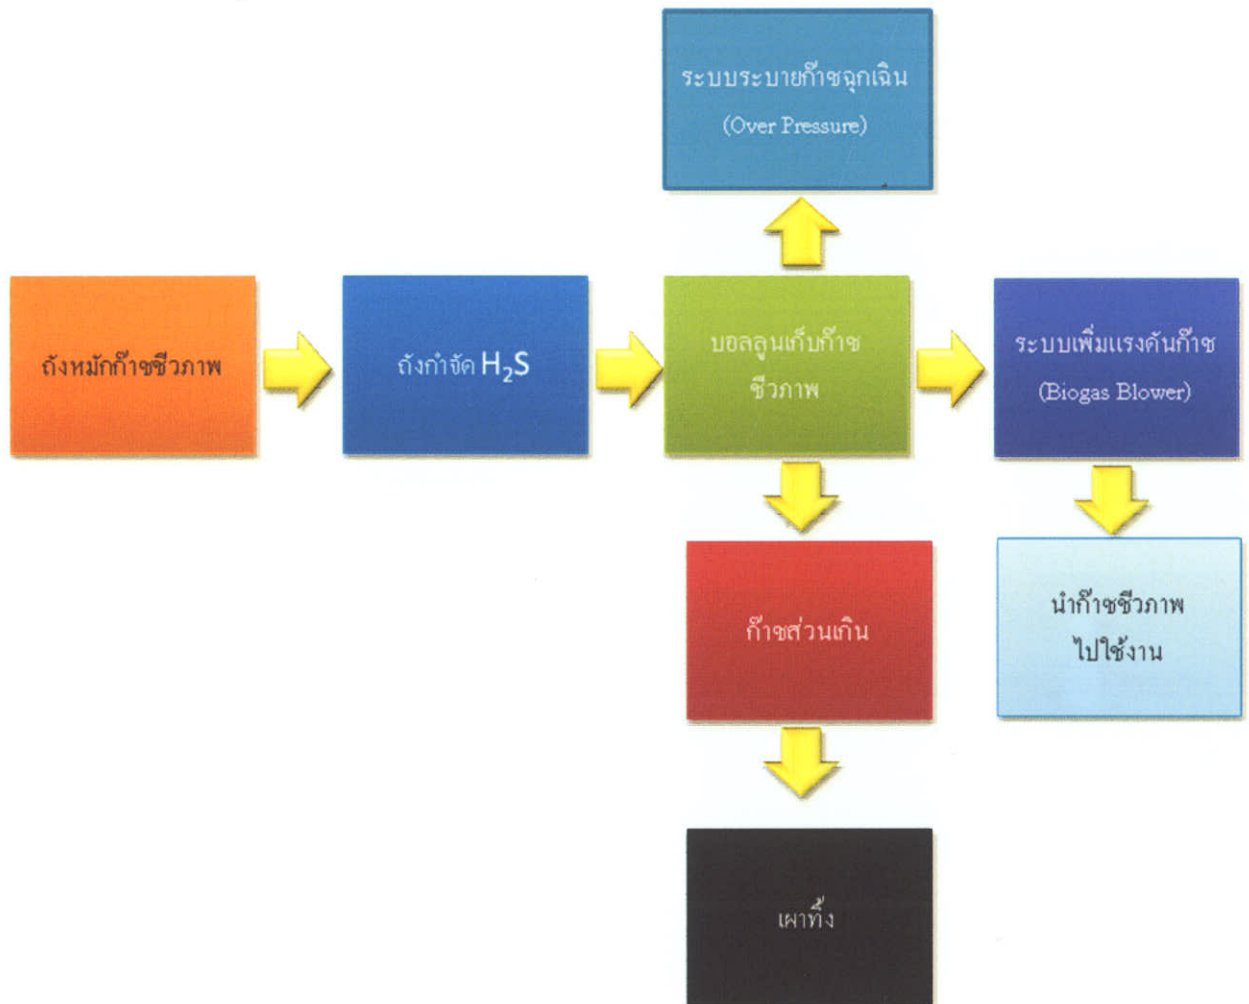 ระบบระบายก๊าซฉุกเฉิน
(Over Pressure)
ถังหมักก๊าซชีวภาพ
ถังกำจัด H₂S
บอลลูนเก็บก๊าซ
ชีวภาพ
ระบบเพิ่มแรงดันก๊าซ
(Biogas Blower)
ก๊าซส่วนเกิน
นำก๊าซชีวภาพ
ไปใช้งาน
เผาทิ้ง